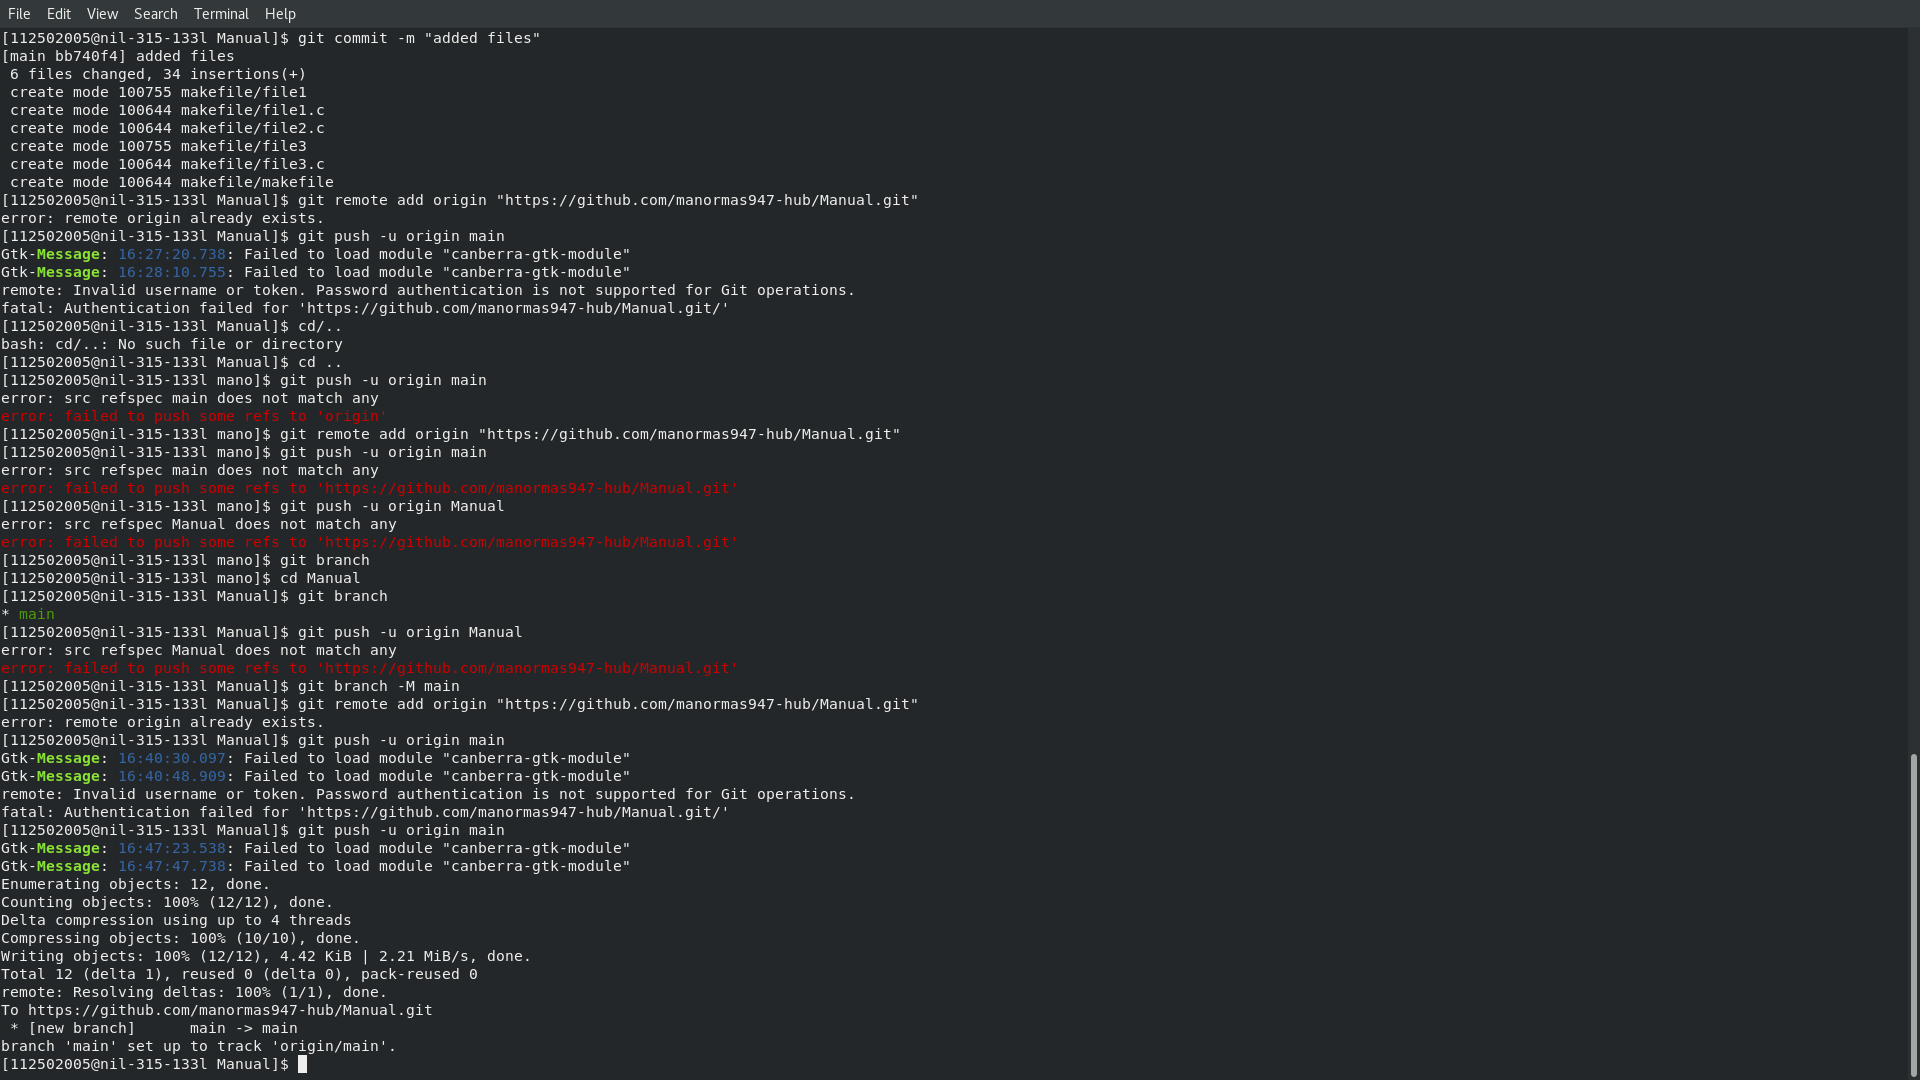 File Edit View Search Terminal Help
[112502005@nil-315-133l Manual]$ git commit -m "added files"
[main bb740f4] added files
 6 files changed, 34 insertions(+)
 create mode 100755 makefile/file1
 create mode 100644 makefile/file1.c
 create mode 100644 makefile/file2.c
 create mode 100755 makefile/file3
 create mode 100644 makefile/file3.c
 create mode 100644 makefile/makefile
[112502005@nil-315-133l Manual]$ git remote add origin "https://github.com/manormas947-hub/Manual.git"
error: remote origin already exists.
[112502005@nil-315-133l Manual]$ git push -u origin main
Gtk-Message: 16:27:20.738: Failed to load module "canberra-gtk-module"
Gtk-Message: 16:28:10.755: Failed to load module "canberra-gtk-module"
remote: Invalid username or token. Password authentication is not supported for Git operations.
fatal: Authentication failed for 'https://github.com/manormas947-hub/Manual.git/'
[112502005@nil-315-133l Manual]$ cd/..
bash: cd/..: No such file or directory
[112502005@nil-315-133l Manual]$ cd ..
[112502005@nil-315-133l mano]$ git push -u origin main
error: src refspec main does not match any
error: failed to push some refs to 'origin'
[112502005@nil-315-133l mano]$ git remote add origin "https://github.com/manormas947-hub/Manual.git"
[112502005@nil-315-133l mano]$ git push -u origin main
error: src refspec main does not match any
error: failed to push some refs to 'https://github.com/manormas947-hub/Manual.git'
[112502005@nil-315-133l mano]$ git push -u origin Manual
error: src refspec Manual does not match any
error: failed to push some refs to 'https://github.com/manormas947-hub/Manual.git'
[112502005@nil-315-133l mano]$ git branch
[112502005@nil-315-133l mano]$ cd Manual
[112502005@nil-315-133l Manual]$ git branch
* main
[112502005@nil-315-133l Manual]$ git push -u origin Manual
error: src refspec Manual does not match any
error: failed to push some refs to 'https://github.com/manormas947-hub/Manual.git'
[112502005@nil-315-133l Manual]$ git branch -M main
[112502005@nil-315-133l Manual]$ git remote add origin "https://github.com/manormas947-hub/Manual.git"
error: remote origin already exists.
[112502005@nil-315-133l Manual]$ git push -u origin main
Gtk-Message: 16:40:30.097: Failed to load module "canberra-gtk-module"
Gtk-Message: 16:40:48.909: Failed to load module "canberra-gtk-module"
remote: Invalid username or token. Password authentication is not supported for Git operations.
fatal: Authentication failed for 'https://github.com/manormas947-hub/Manual.git/'
[112502005@nil-315-133l Manual]$ git push -u origin main
Gtk-Message: 16:47:23.538: Failed to load module "canberra-gtk-module"
Gtk-Message: 16:47:47.738: Failed to load module "canberra-gtk-module"
Enumerating objects: 12, done.
Counting objects: 100% (12/12), done.
Delta compression using up to 4 threads
Compressing objects: 100% (10/10), done.
Writing objects: 100% (12/12), 4.42 KiB | 2.21 MiB/s, done.
Total 12 (delta 1), reused 0 (delta 0), pack-reused 0
remote: Resolving deltas: 100% (1/1), done.
To https://github.com/manormas947-hub/Manual.git
 * [new branch]      main -> main
branch 'main' set up to track 'origin/main'.
[112502005@nil-315-133l Manual]$